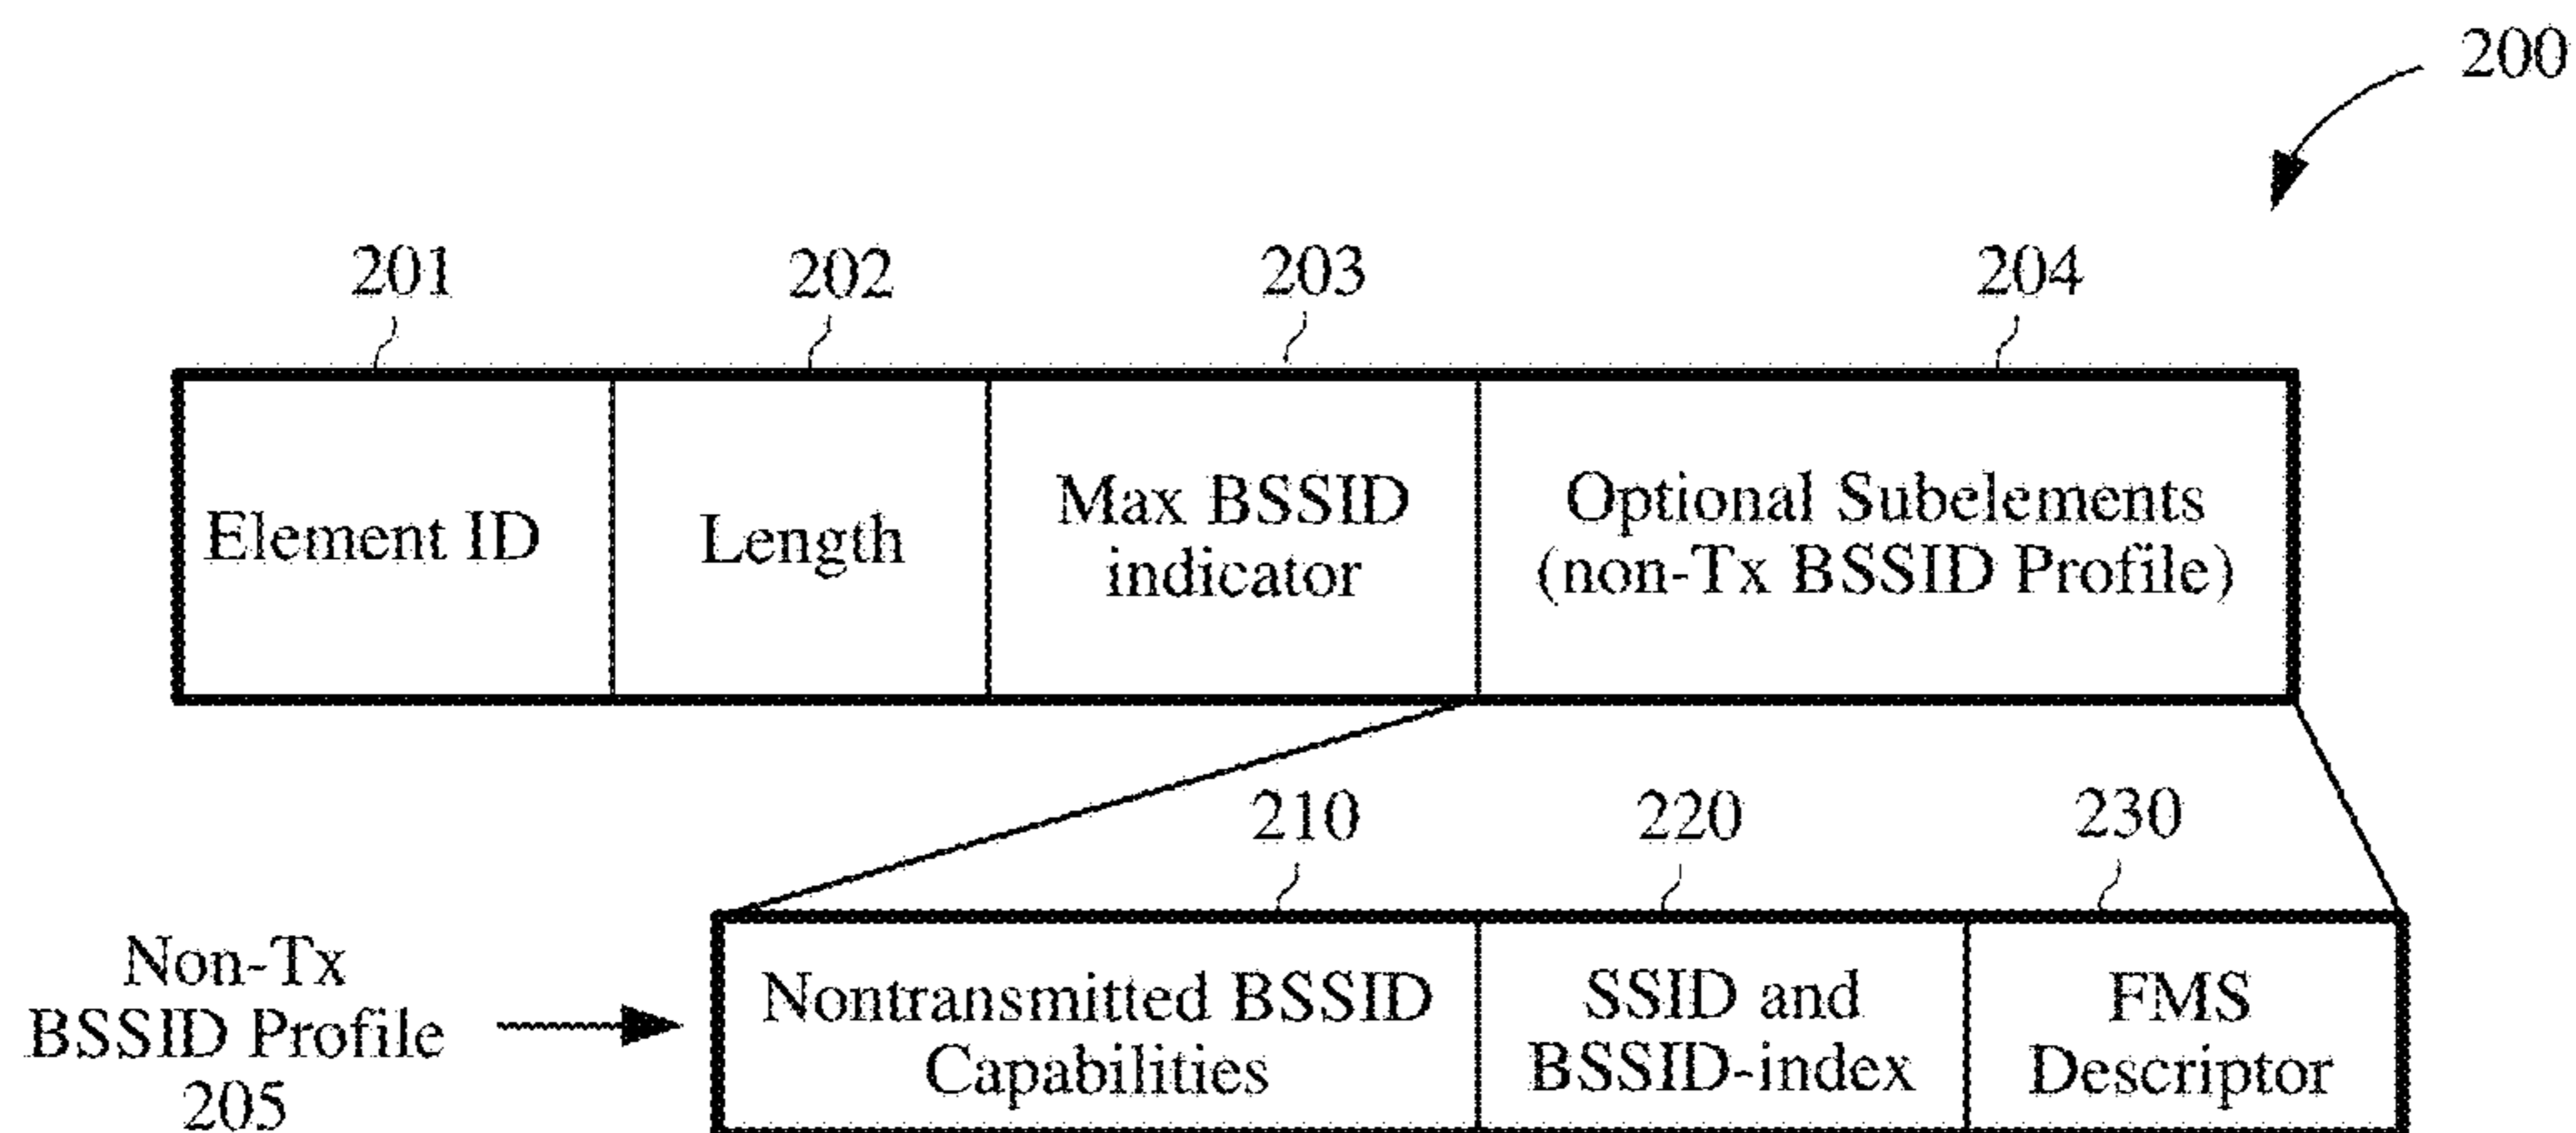 200
201
202
203
204
Element ID
Length
Max BSSID
indicator
Optional Subelements
(non-Tx BSSID Profile)
210
220
230
Non-Tx
BSSID Profile
205
Nontransmitted BSSID
Capabilities
SSID and
BSSID-index
FMS
Descriptor